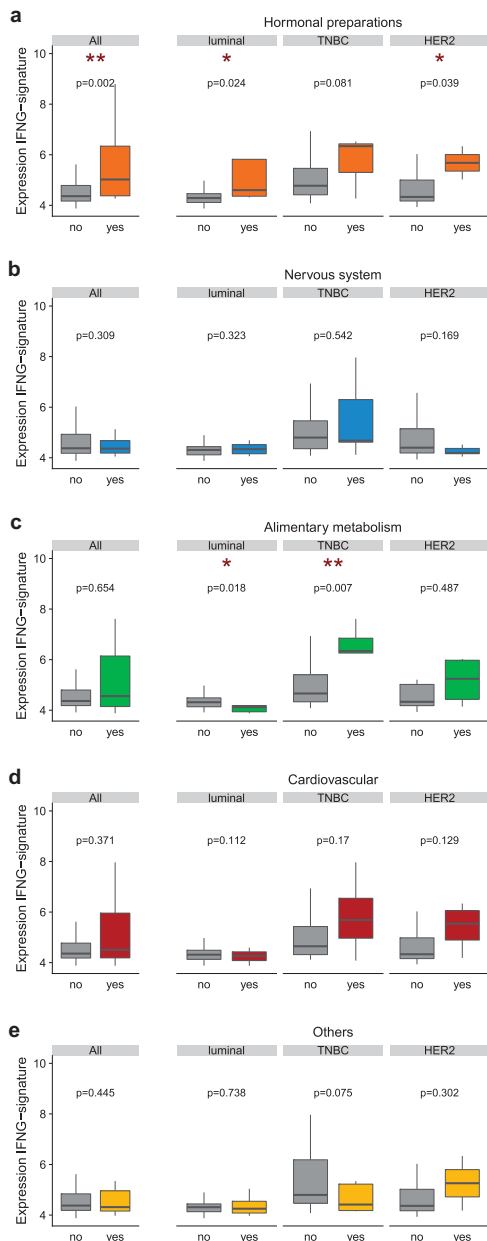 a
Hormonal preparations
All luminal TNBC HER2
** * *
p=0.002 p=0.024 p=0.081 p=0.039
Expression IFNG−signature
10
8
6
4
no yes no yes no yes no yes
b
Nervous system
All luminal TNBC HER2
p=0.309 p=0.323 p=0.542 p=0.169
Expression IFNG−signature
10
8
6
4
no yes no yes no yes no yes
c
Alimentary metabolism
All luminal TNBC HER2
* **
p=0.654 p=0.018 p=0.007 p=0.487
Expression IFNG−signature
10
8
6
4
no yes no yes no yes no yes
d
Cardiovascular
All luminal TNBC HER2
p=0.371 p=0.112 p=0.17 p=0.129
Expression IFNG−signature
10
8
6
4
no yes no yes no yes no yes
e
Others
All luminal TNBC HER2
p=0.445 p=0.738 p=0.075 p=0.302
Expression IFNG−signature
10
8
6
4
no yes no yes no yes no yes